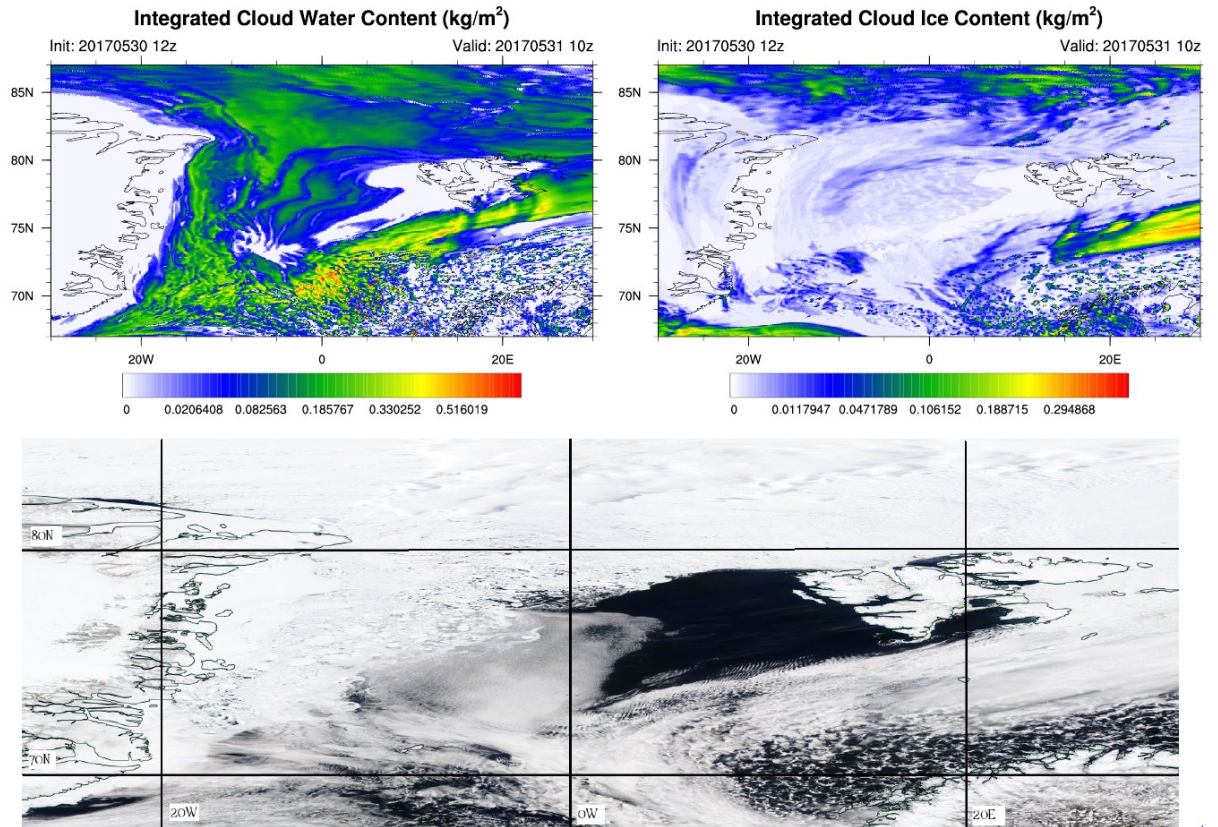 Integrated Cloud Water Content (kg/m²)
Init: 20170530 12z Valid: 20170531 10z
20W 0 20E
85N
80N
75N
70N
0 0.0206408 0.082563 0.185767 0.330252 0.516019
Integrated Cloud Ice Content (kg/m²)
Init: 20170530 12z Valid: 20170531 10z
85N
80N
75N
70N
20W 0 20E
0 0.0117947 0.0471789 0.106152 0.188715 0.294868
80N
70N
20W 0W 20E